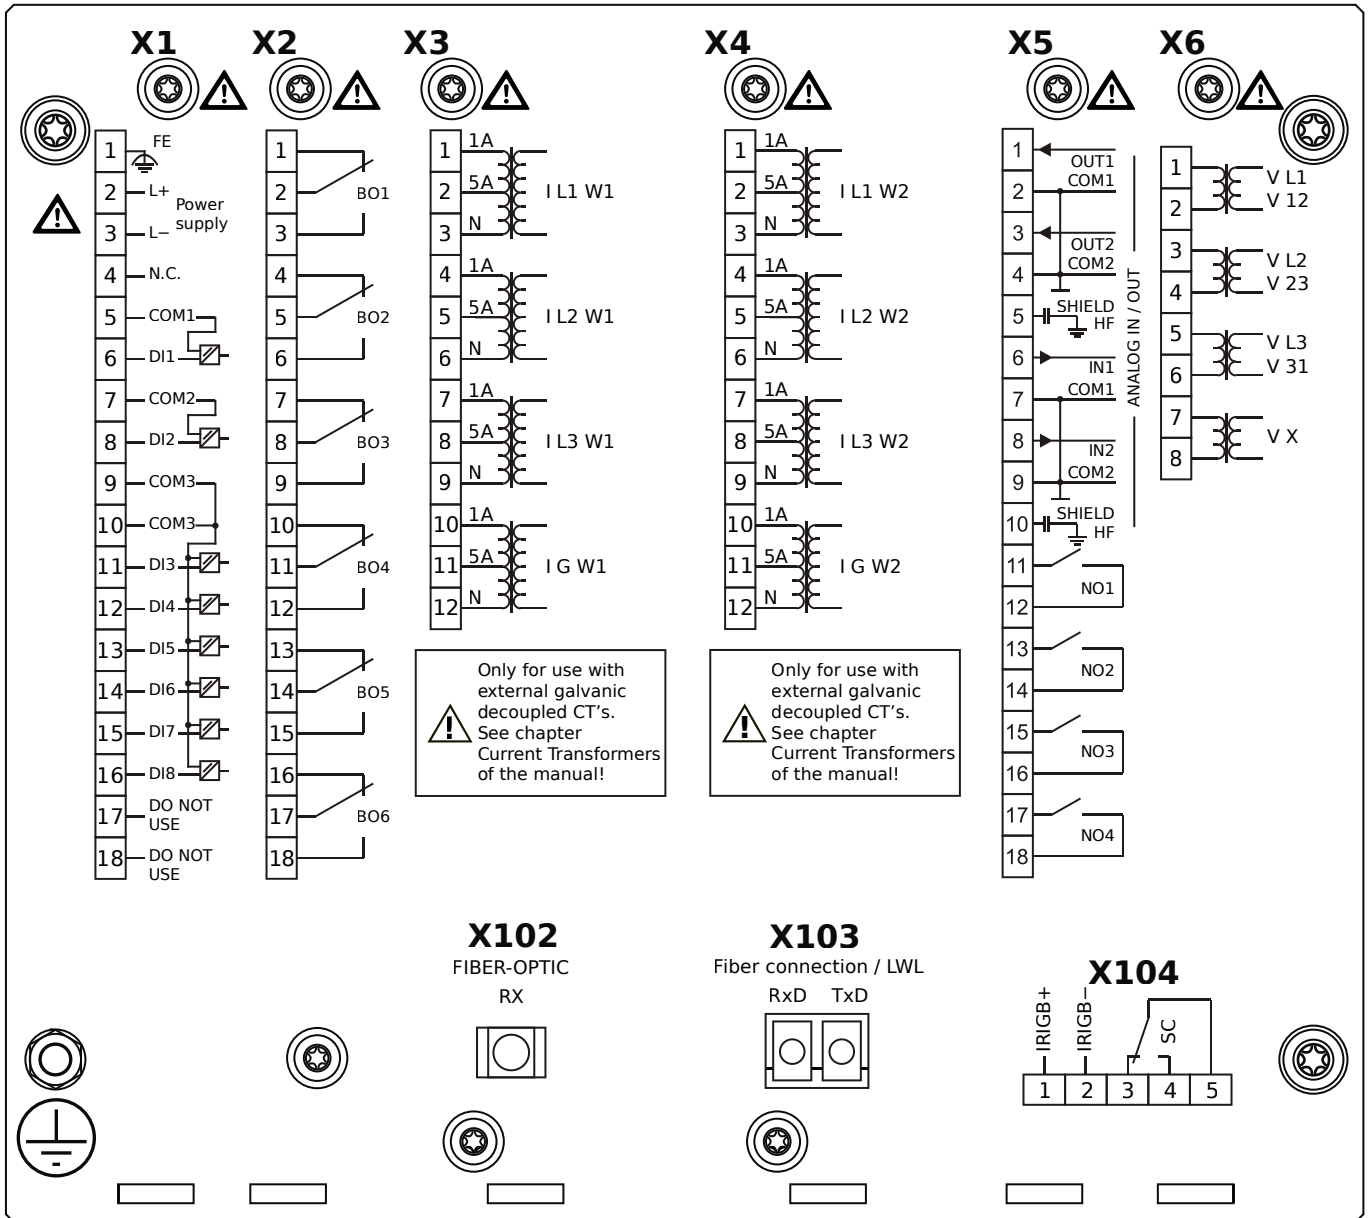 X1 X2 X3 X4 X5 X6
1 FE
2 L+
Power
supply
3 L−
4 N.C.
5 COM1
6 DI1
7 COM2
8 DI2
9 COM3
10 COM3
11 DI3
12 DI4
13 DI5
14 DI6
15 DI7
16 DI8
17 DO NOT
USE
18 DO NOT
USE
1
2 BO1
3
4
5 BO2
6
7
8 BO3
9
10
11 BO4
12
13
14 BO5
15
16
17 BO6
18
1 1A
2 5A I L1 W1
3 N
4 1A
5 5A I L2 W1
6 N
7 1A
8 5A I L3 W1
9 N
10 1A
11 5A I G W1
12 N
Only for use with
external galvanic
decoupled CT's.
See chapter
Current Transformers
of the manual!
1 1A
2 5A I L1 W2
3 N
4 1A
5 5A I L2 W2
6 N
7 1A
8 5A I L3 W2
9 N
10 1A
11 5A I G W2
12 N
Only for use with
external galvanic
decoupled CT's.
See chapter
Current Transformers
of the manual!
1
OUT1
2 COM1
3
OUT2
4 COM2
5 SHIELD
HF
6
IN1
7 COM1
8
IN2
9 COM2
10 SHIELD
HF
ANALOG IN / OUT
11
NO1
12
13
NO2
14
15
NO3
16
17
NO4
18
1
V L1
V 12
2
3
V L2
V 23
4
5
V L3
V 31
6
7
V X
8
X102
FIBER-OPTIC
RX
X103
Fiber connection / LWL
RxD TxD
X104
IRIGB+
IRIGB−
SC
1 2 3 4 5